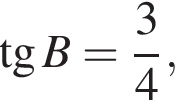 tg B = 3/4,